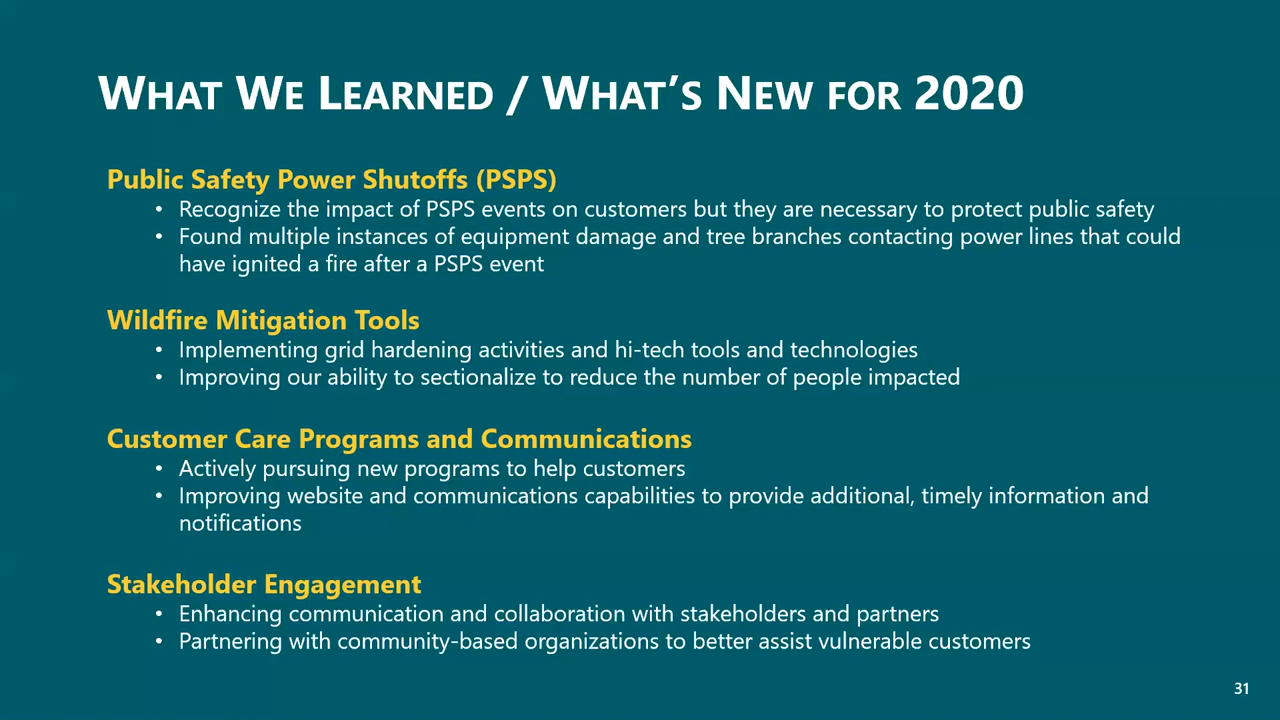 WHAT WE LEARNED / WHAT'S NEW FOR 2020
Public Safety Power Shutoffs (PSPS)
• Recognize the impact of PSPS events on customers but they are necessary to protect public safety
• Found multiple instances of equipment damage and tree branches contacting power lines that could
have ignited a fire after a PSPS event
Wildfire Mitigation Tools
• Implementing grid hardening activities and hi-tech tools and technologies
• Improving our ability to sectionalize to reduce the number of people impacted
Customer Care Programs and Communications
• Actively pursuing new programs to help customers
• Improving website and communications capabilities to provide additional, timely information and
notifications
Stakeholder Engagement
• Enhancing communication and collaboration with stakeholders and partners
• Partnering with community-based organizations to better assist vulnerable customers
31